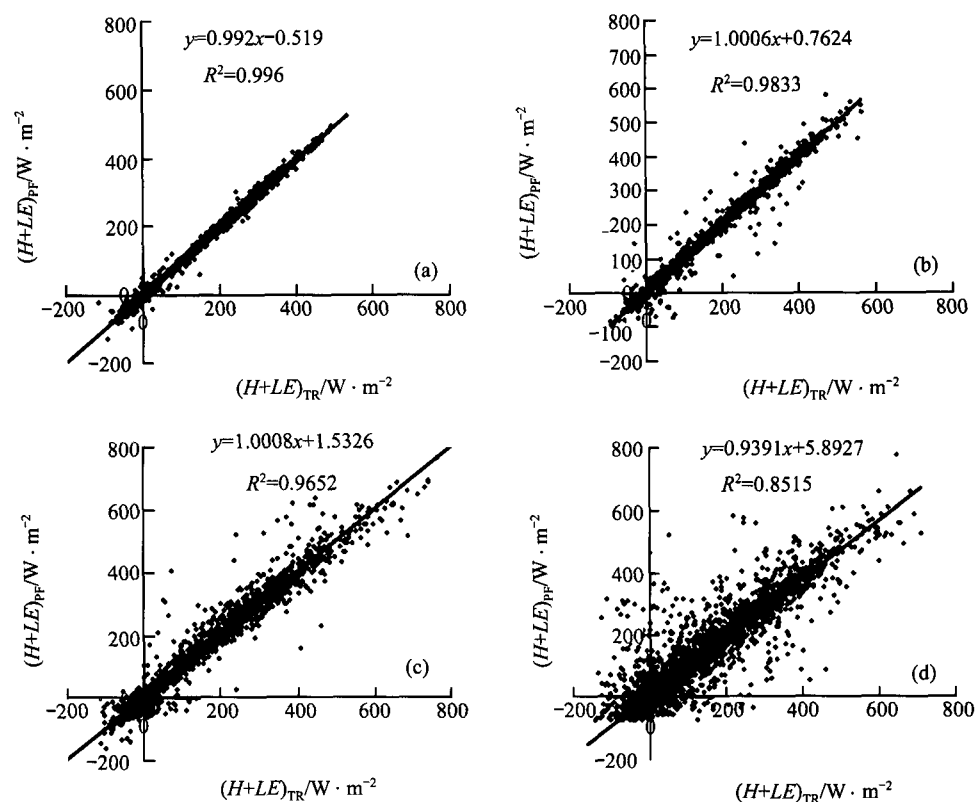 800
y=0.992x−0.519
R²=0.996
600
400
200
0
−200
0
200
400
600
800
−200
(H+LE)PF/W · m−2
(H+LE)TR/W · m−2
(a)
800
y=1.0006x+0.7624
700
R²=0.9833
600
500
400
300
200
100
0
−200
0
200
400
600
800
−100
−200
(H+LE)PF/W · m−2
(H+LE)TR/W · m−2
(b)
800
y=1.0008x+1.5326
R²=0.9652
600
400
200
−200
0
200
400
600
800
−200
(H+LE)PF/W · m−2
(H+LE)TR/W · m−2
(c)
800
y=0.9391x+5.8927
R²=0.8515
600
400
200
−200
0
200
400
600
800
−200
(H+LE)PF/W · m−2
(H+LE)TR/W · m−2
(d)